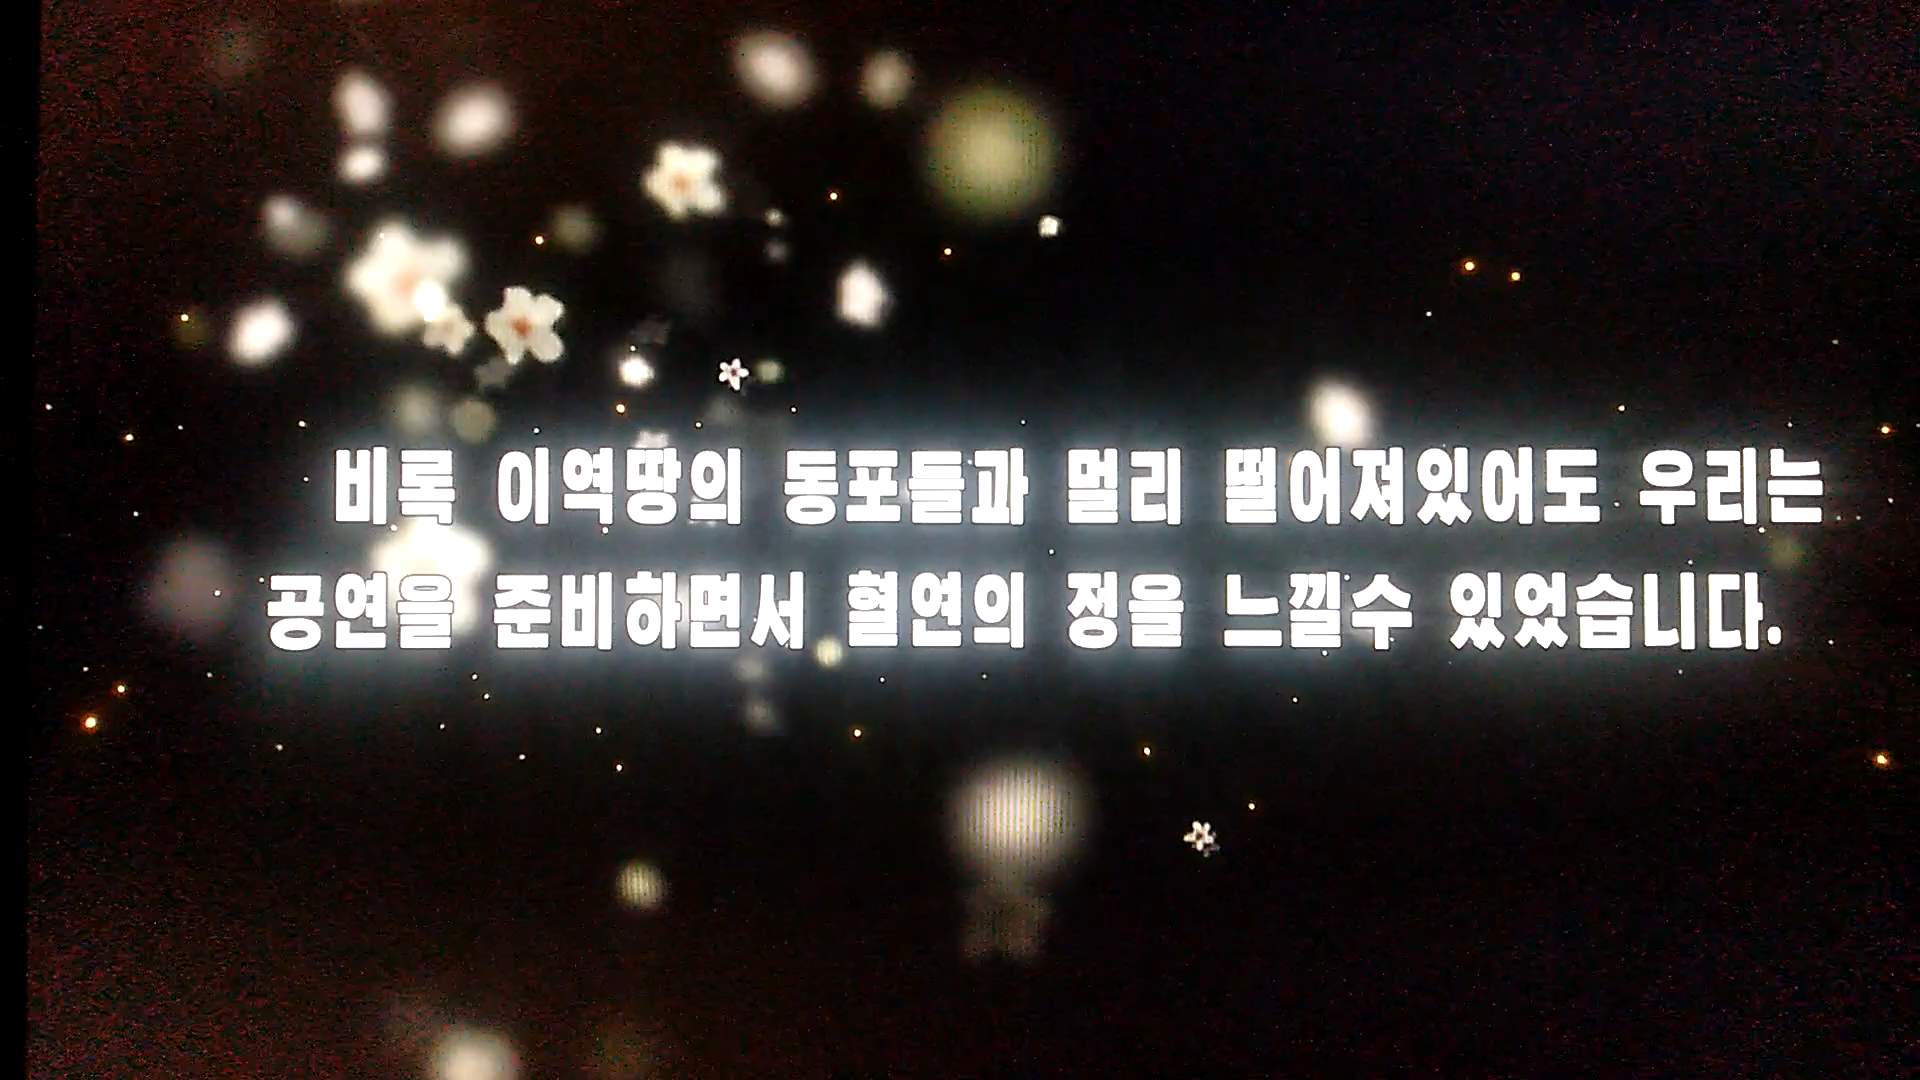 비록 이역땅의 동포들과 멀리 떨어져있어도 우리는
공연을 준비하면서 혈연의 정을 느낄수 있었습니다.